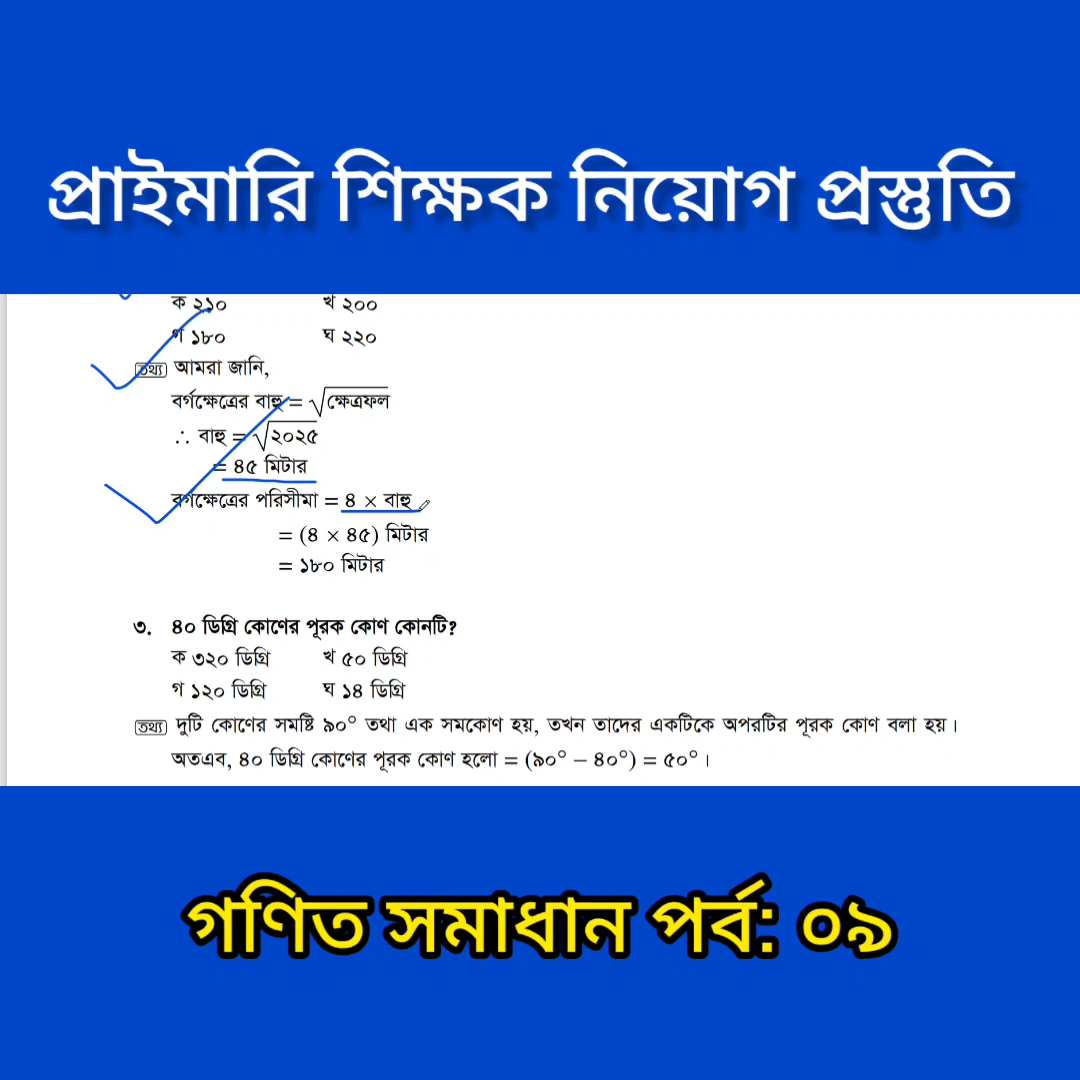 প্রাইমারি শিক্ষক নিয়োগ প্রস্তুতি
ক ২১০ খ ২০০
গ ১৮০ ঘ ২২০
তথ্য আমরা জানি,
বর্গক্ষেত্রের বাহু = √ক্ষেত্রফল
∴ বাহু = √২০২৫
= ৪৫ মিটার
বর্গক্ষেত্রের পরিসীমা = ৪ × বাহু
= (৪ × ৪৫) মিটার
= ১৮০ মিটার
৩. ৪০ ডিগ্রি কোণের পূরক কোণ কোনটি?
ক ৩২০ ডিগ্রি খ ৫০ ডিগ্রি
গ ১২০ ডিগ্রি ঘ ১৪ ডিগ্রি
তথ্য দুটি কোণের সমষ্টি ৯০° তথা এক সমকোণ হয়, তখন তাদের একটিকে অপরটির পূরক কোণ বলা হয়।
অতএব, ৪০ ডিগ্রি কোণের পূরক কোণ হলো = (৯০° – ৪০°) = ৫০°।
গণিত সমাধান পর্ব: ০৯